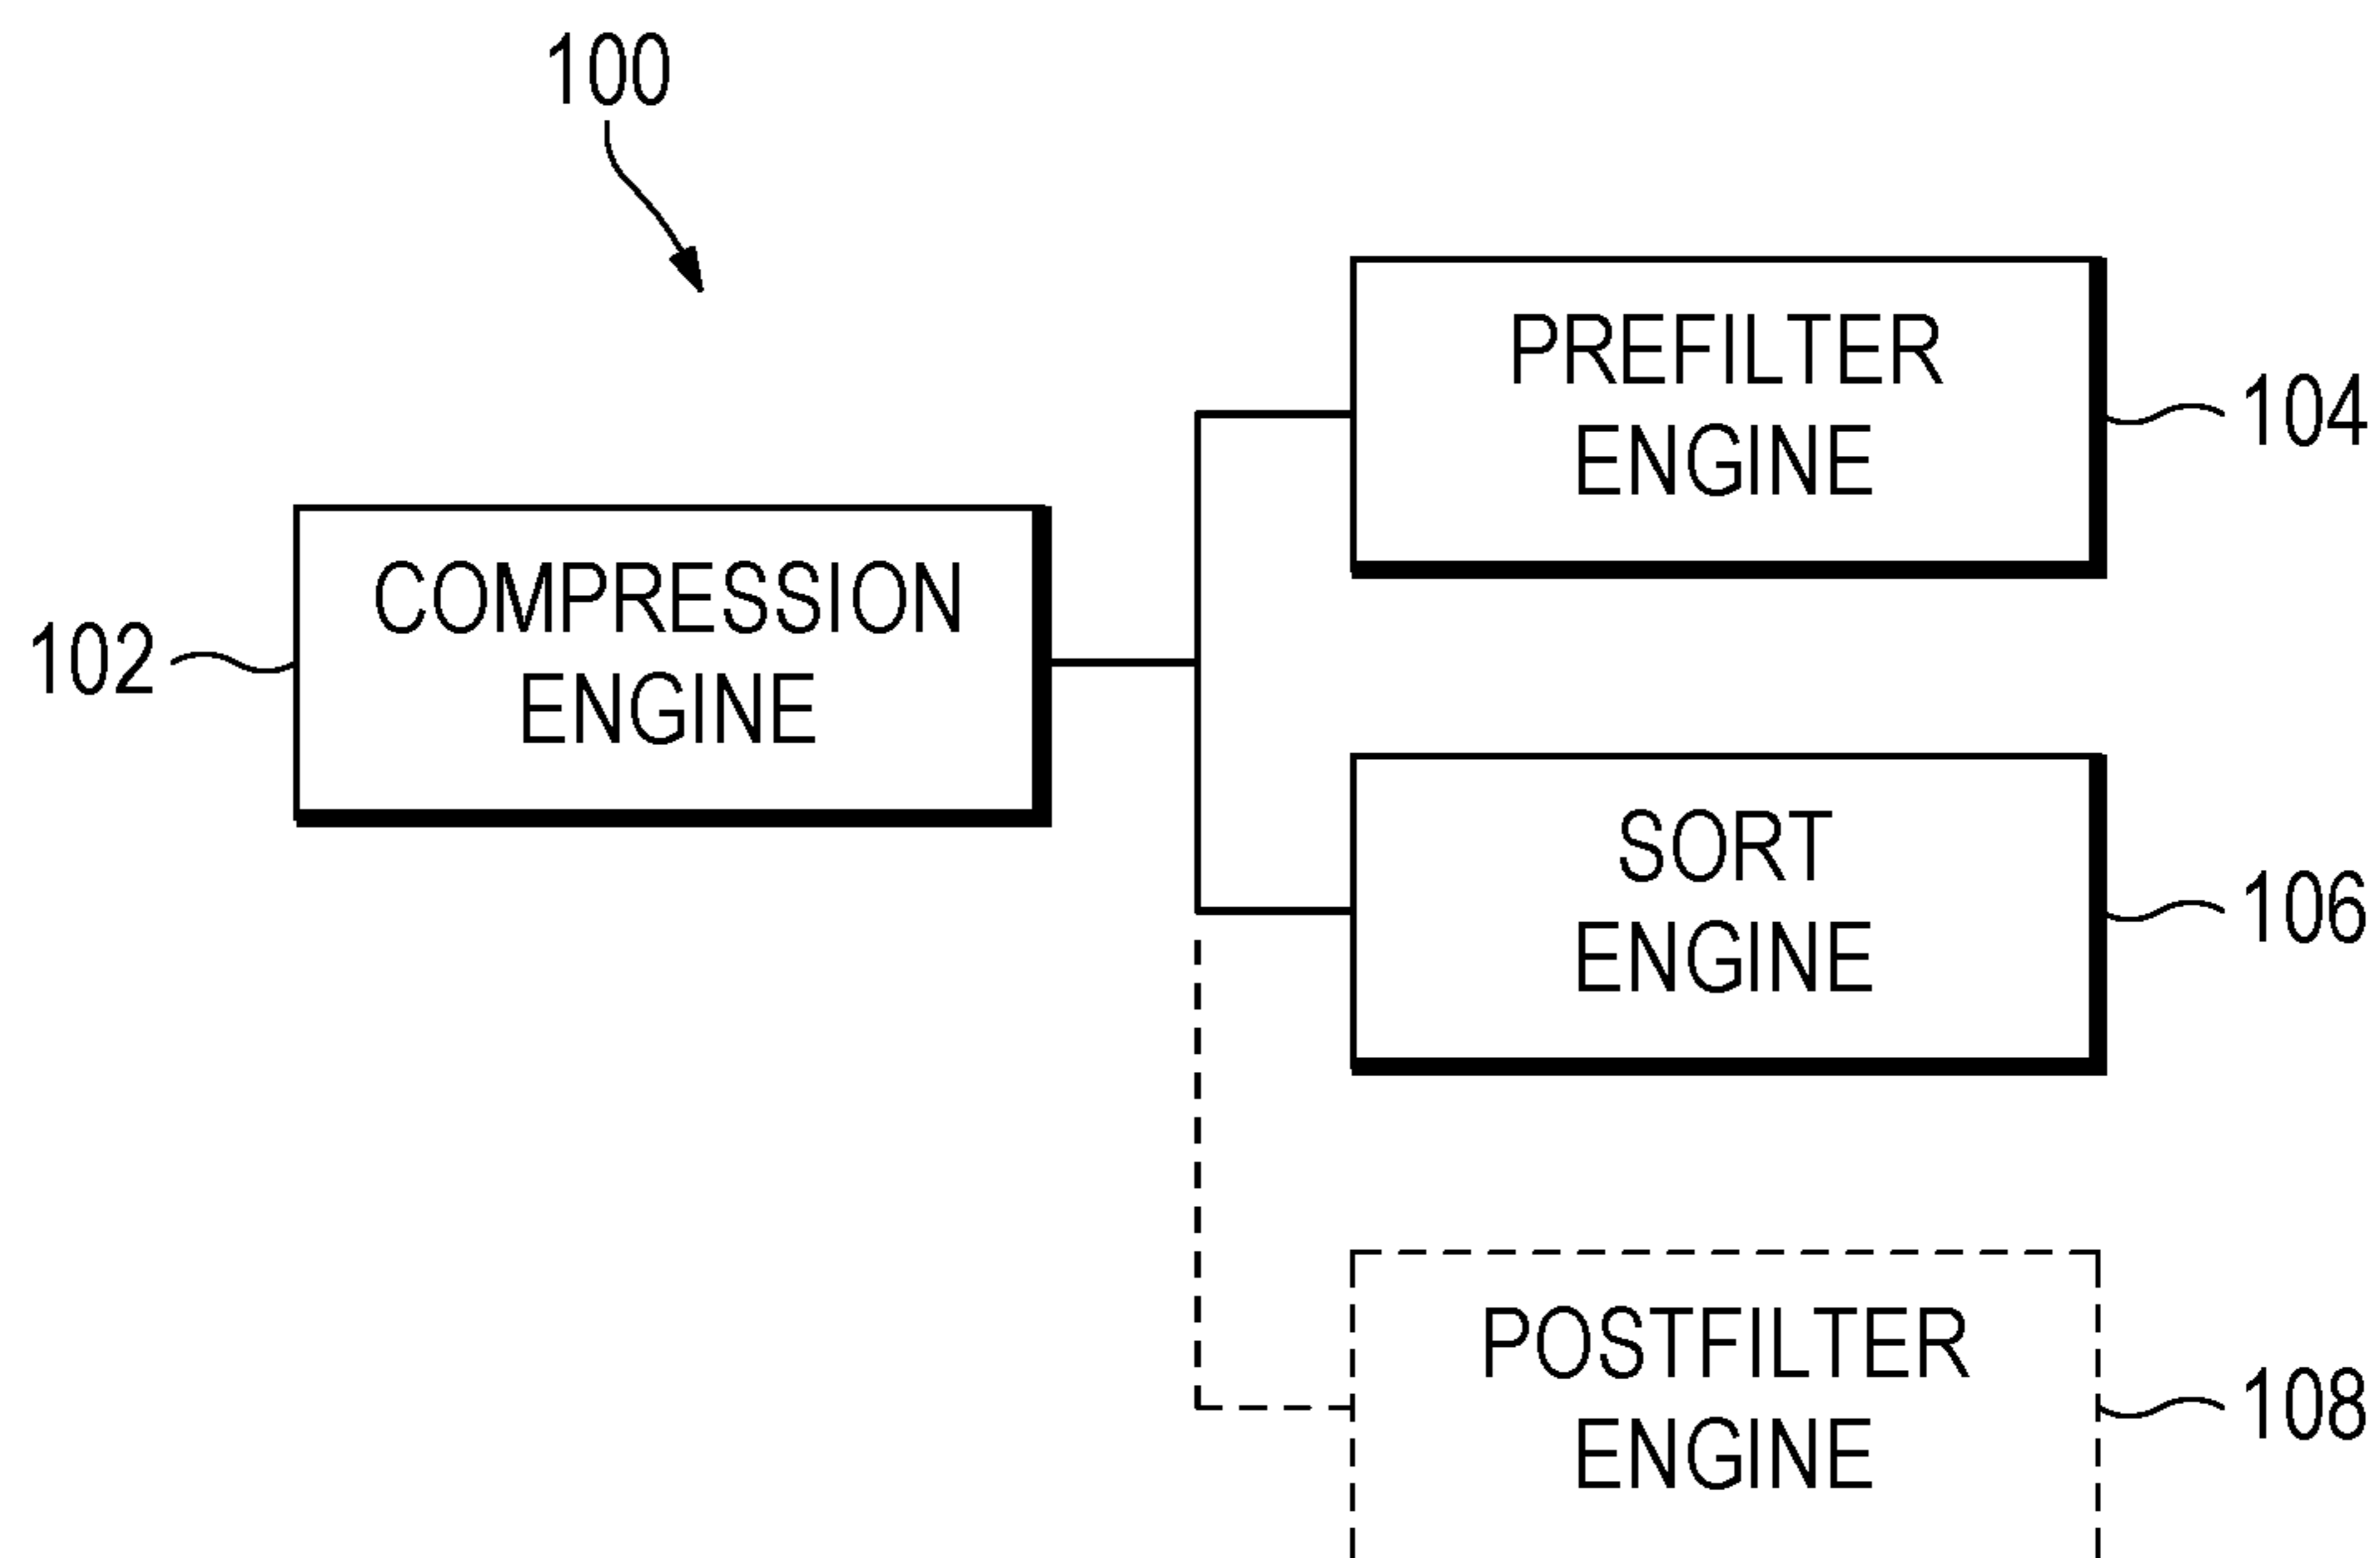 100
PREFILTER
ENGINE
104
COMPRESSION
ENGINE
102
SORT
ENGINE
106
POSTFILTER
ENGINE
108